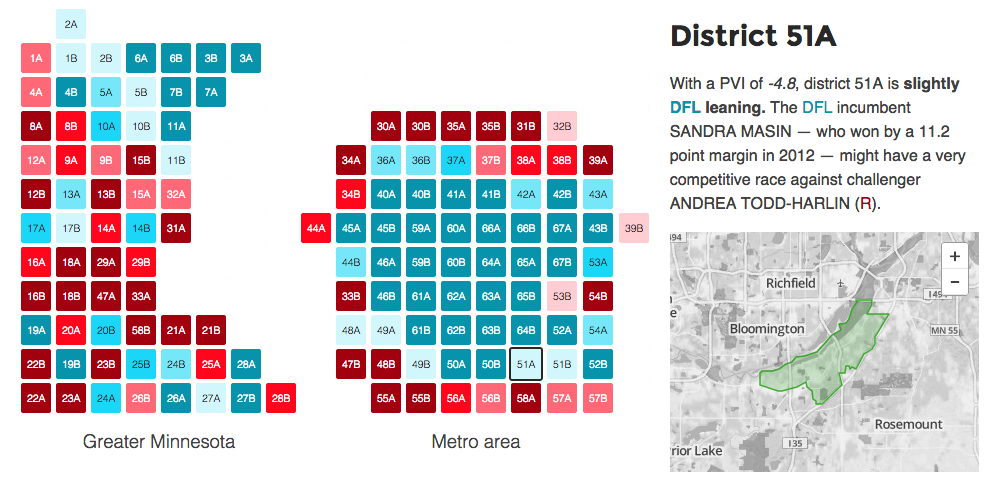 2A
1A 1B 2B 6A 6B 3B 3A
4A 4B 5A 5B 7B 7A
8A 8B 10A 10B 11A
12A 9A 9B 15B 11B
12B 13A 13B 15A 32A
17A 17B 14A 14B 31A
16A 18A 29A 29B
16B 18B 47A 33A
19A 20A 20B 58B 21A 21B
22B 19B 23B 25B 24B 25A 28A
22A 23A 24A 26B 26A 27A 27B 28B
Greater Minnesota
30A 30B 35A 35B 31B 32B
34A 36A 36B 37A 37B 38A 38B 39A
34B 40A 40B 41A 41B 42A 42B 43A
44A 45A 45B 59A 60A 66A 66B 67A 43B 39B
44B 46A 59B 60B 64A 65A 67B 53A
33B 46B 61A 62A 63A 65B 53B 54B
48A 49A 61B 62B 63B 64B 52A 54A
47B 48B 49B 50A 50B 51A 51B 52B
55A 55B 56A 56B 58A 57A 57B
Metro area
District 51A
With a PVI of -4.8, district 51A is slightly
DFL leaning. The DFL incumbent
SANDRA MASIN — who won by a 11.2
point margin in 2012 — might have a very
competitive race against challenger
ANDREA TODD-HARLIN (R).
494
+
−
Richfield
149
Bloomington
MN 55
Rosemount
I35
rior Lake